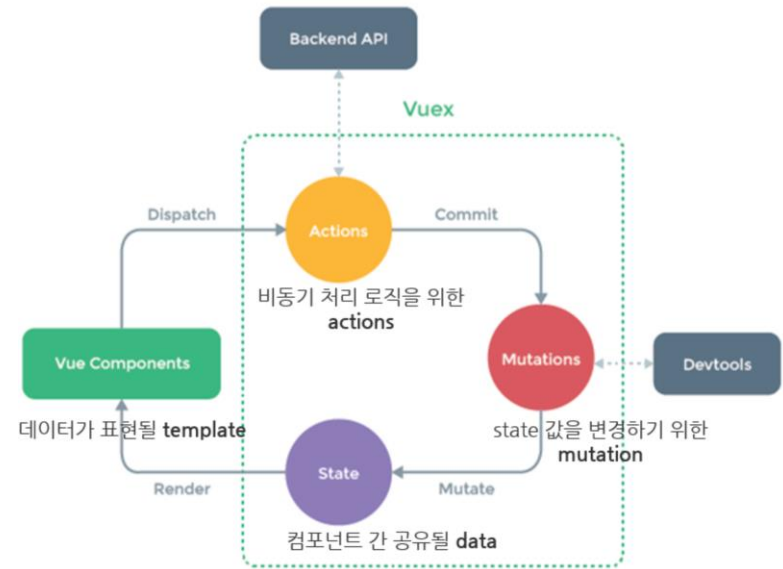 Backend API
Vuex
Dispatch
Actions
Commit
비동기 처리 로직을 위한
actions
Vue Components
Mutations
Devtools
데이터가 표현될 template
state 값을 변경하기 위한
mutation
Render
State
Mutate
컴포넌트 간 공유될 data